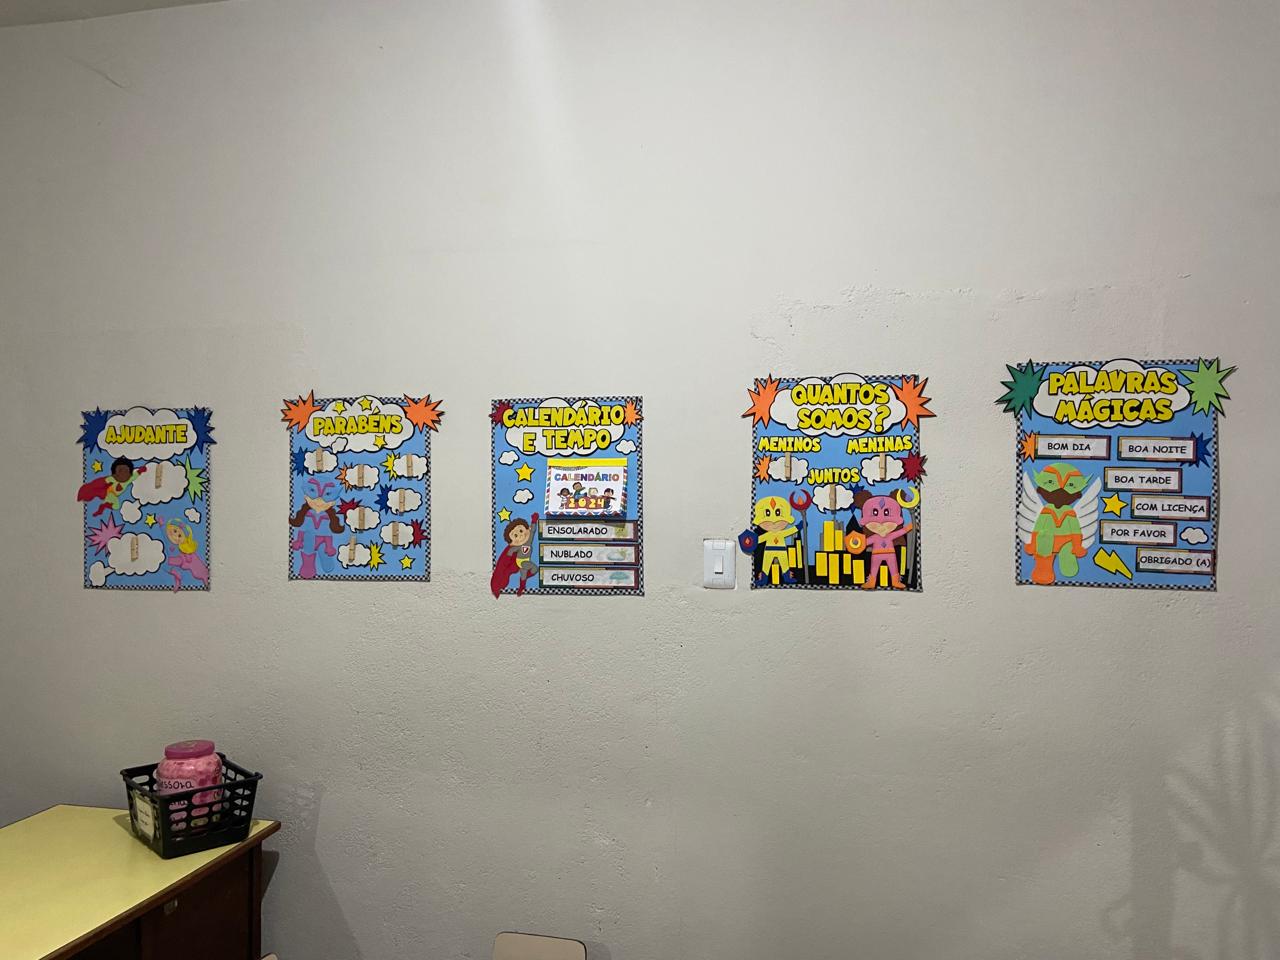 AJUDANTE
PARABÉNS
CALENDÁRIO
E TEMPO
CALENDÁRIO
2024
ENSOLARADO
NUBLADO
CHUVOSO
QUANTOS
SOMOS?
MENINOS
MENINAS
JUNTOS
PALAVRAS
MÁGICAS
BOM DIA
BOA NOITE
BOA TARDE
COM LICENÇA
POR FAVOR
OBRIGADO (A)